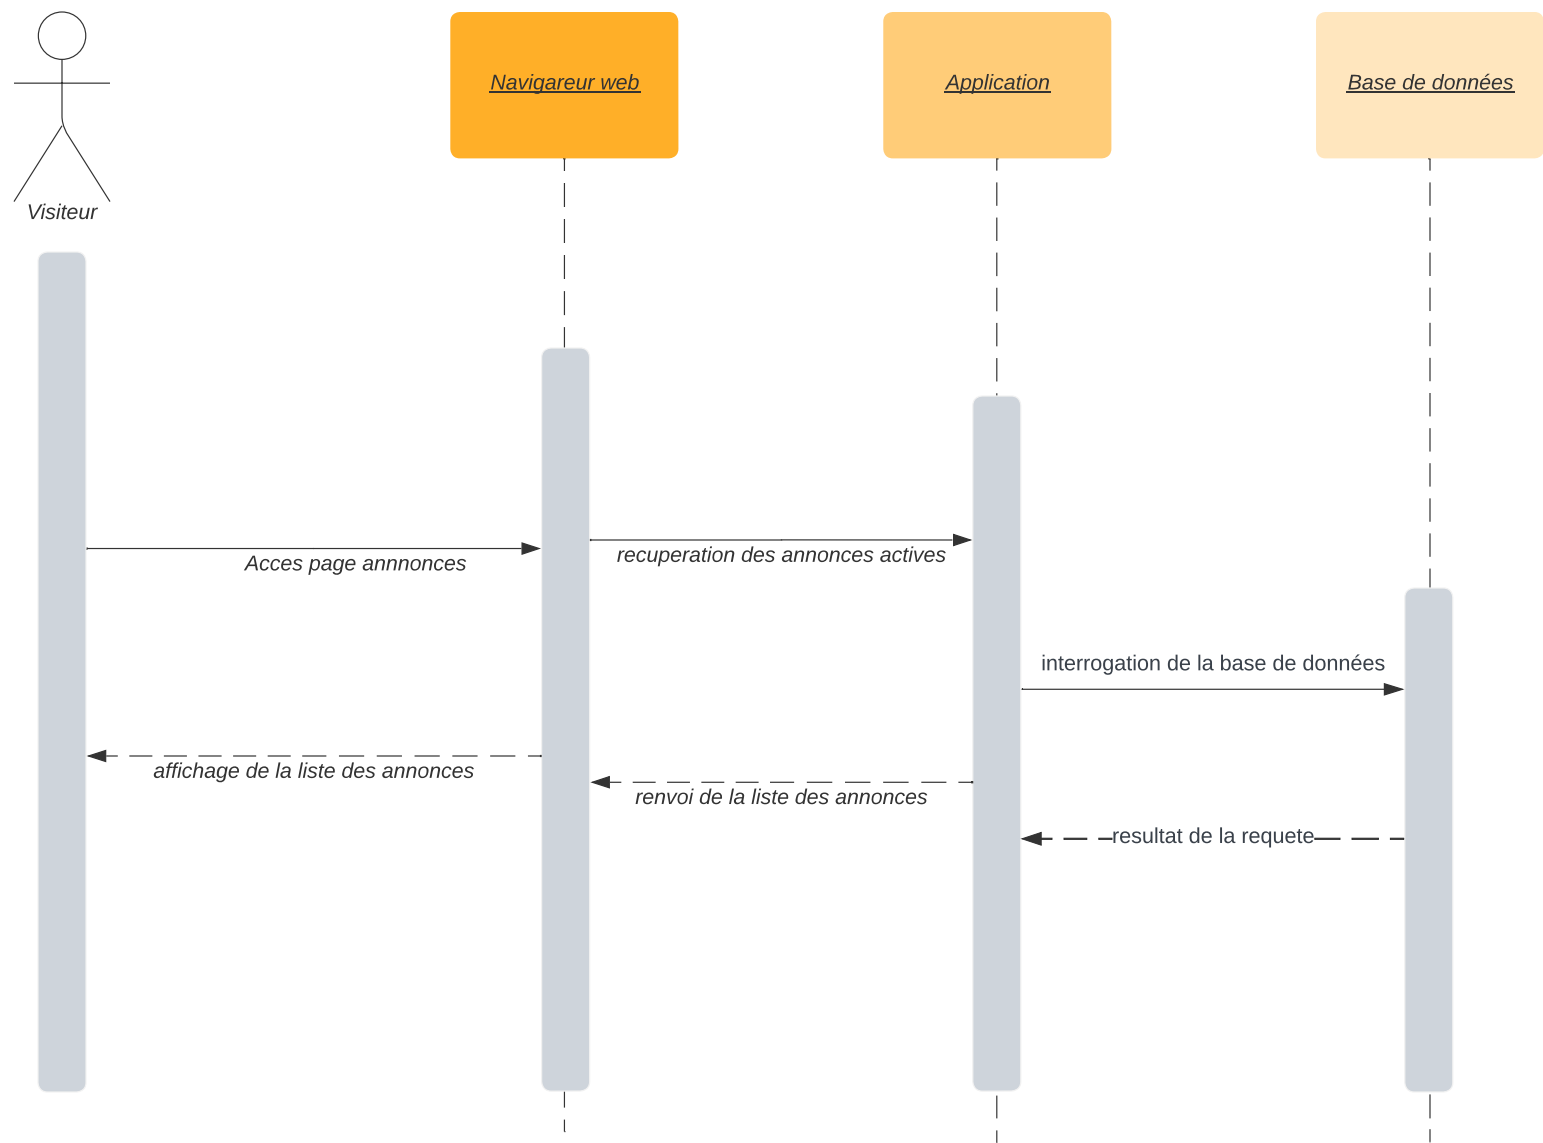 Navigareur web
Application
Base de données
Visiteur
Acces page annnonces
recuperation des annonces actives
interrogation de la base de données
affichage de la liste des annonces
renvoi de la liste des annonces
resultat de la requete